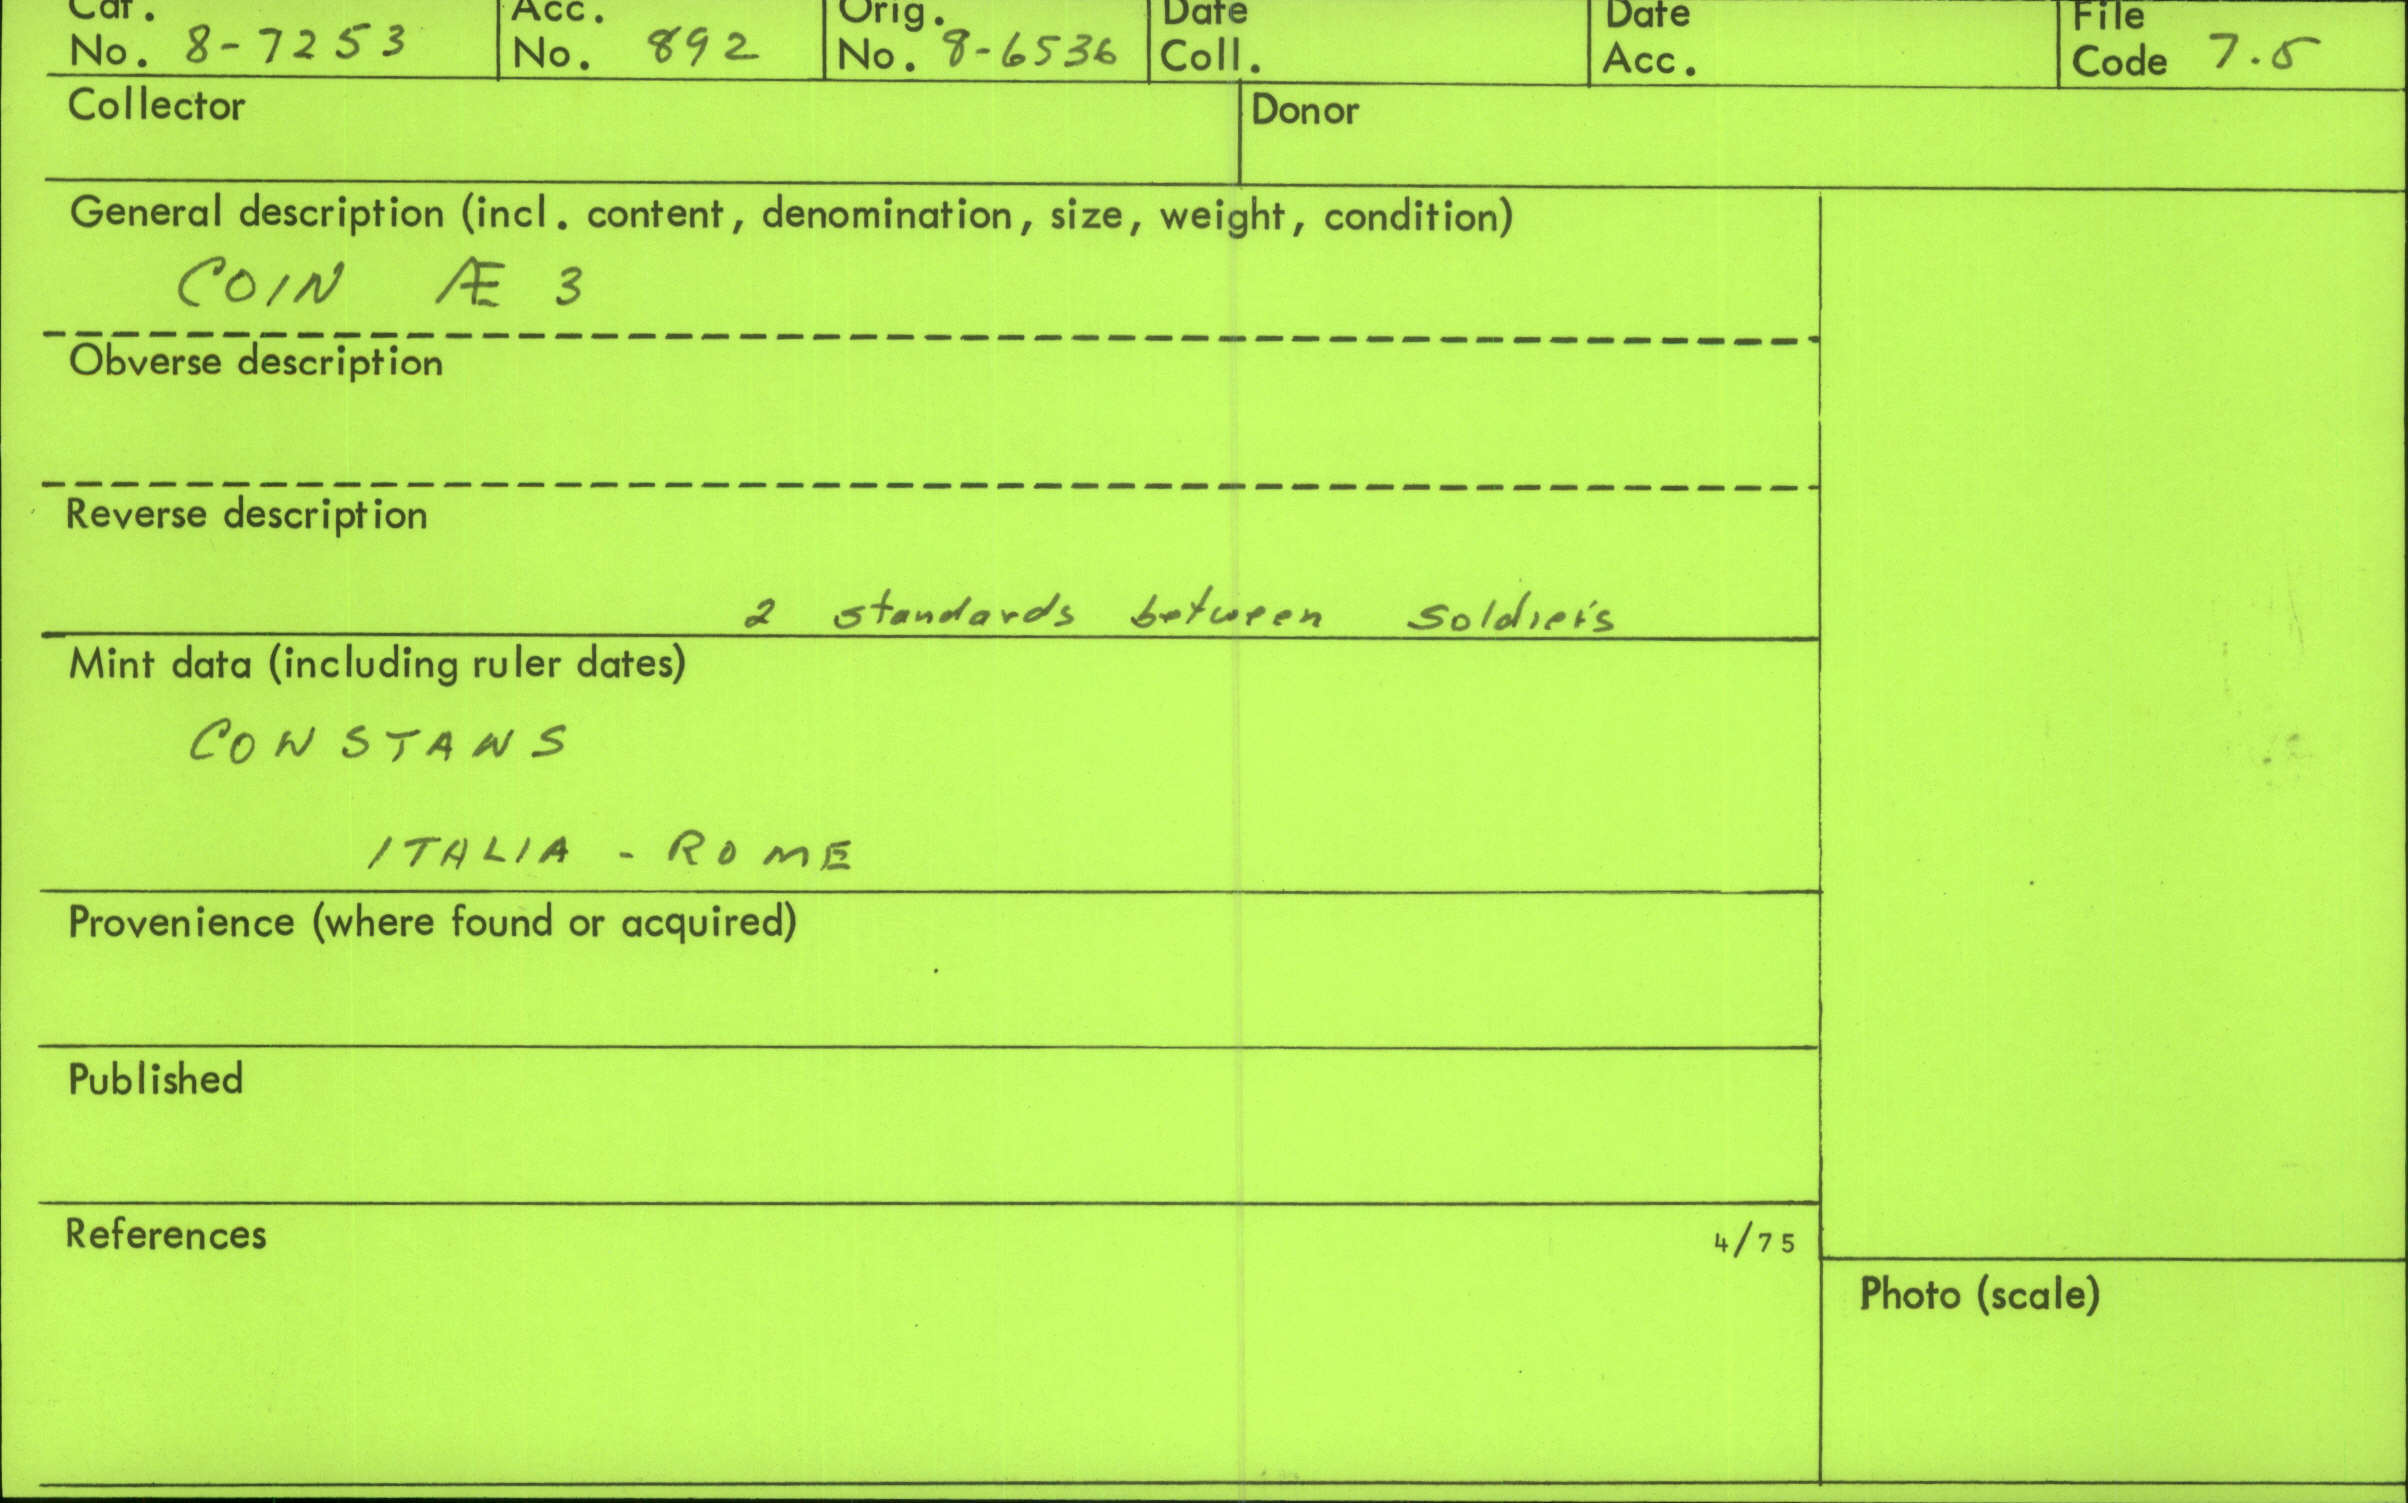 Cat. No. 8-7253 Acc. No. 892 Orig. No. 8-6536 Date Coll. Date Acc. File Code 7.5
Collector Donor
General description (incl. content, denomination, size, weight, condition)
COIN Æ 3
Obverse description
Reverse description
2 standards between soldiers
Mint data (including ruler dates)
CONSTANS
ITALIA - ROME
Provenience (where found or acquired)
Published
References 4/75
Photo (scale)